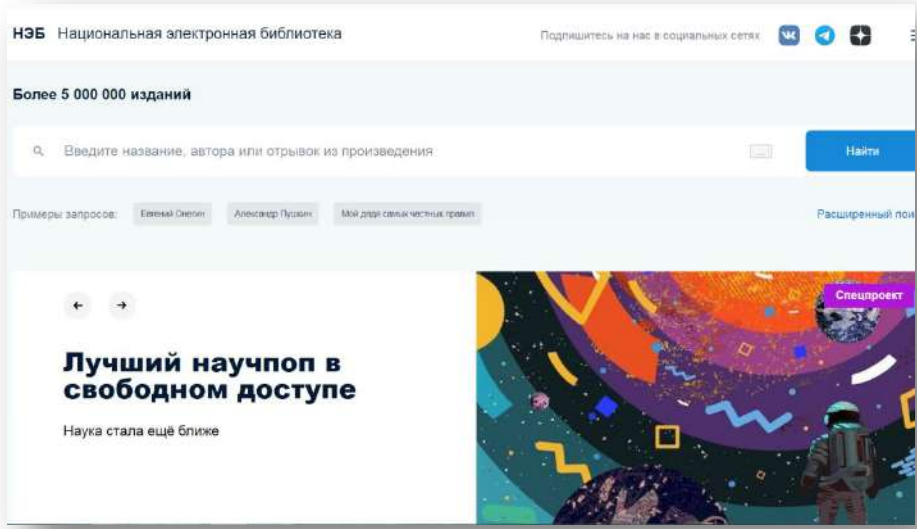 НЭБ Национальная электронная библиотека
Подпишитесь на нас в социальных сетях
Более 5 000 000 изданий
Введите название, автора или отрывок из произведения
Найти
Примеры запросов: Евгений Онегин Александр Пушкин Мой дядя самых честных правил
Расширенный пои
Спецпроект
Лучший научпоп в
свободном доступе
Наука стала ещё ближе